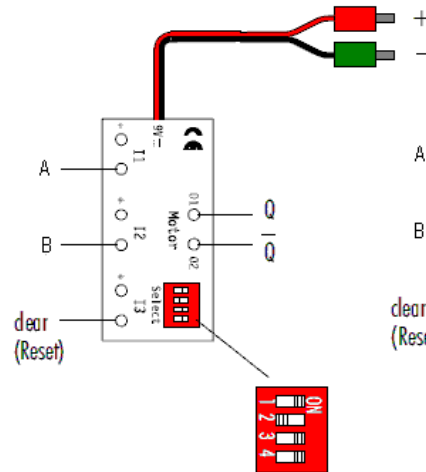 +
−
9V
CE
+
I1
A
+
I2
B
+
I3
clear
(Reset)
Motor
O1
O2
Q
Q̅
Select
ON
1
2
3
4
A
B
clear
(Rese